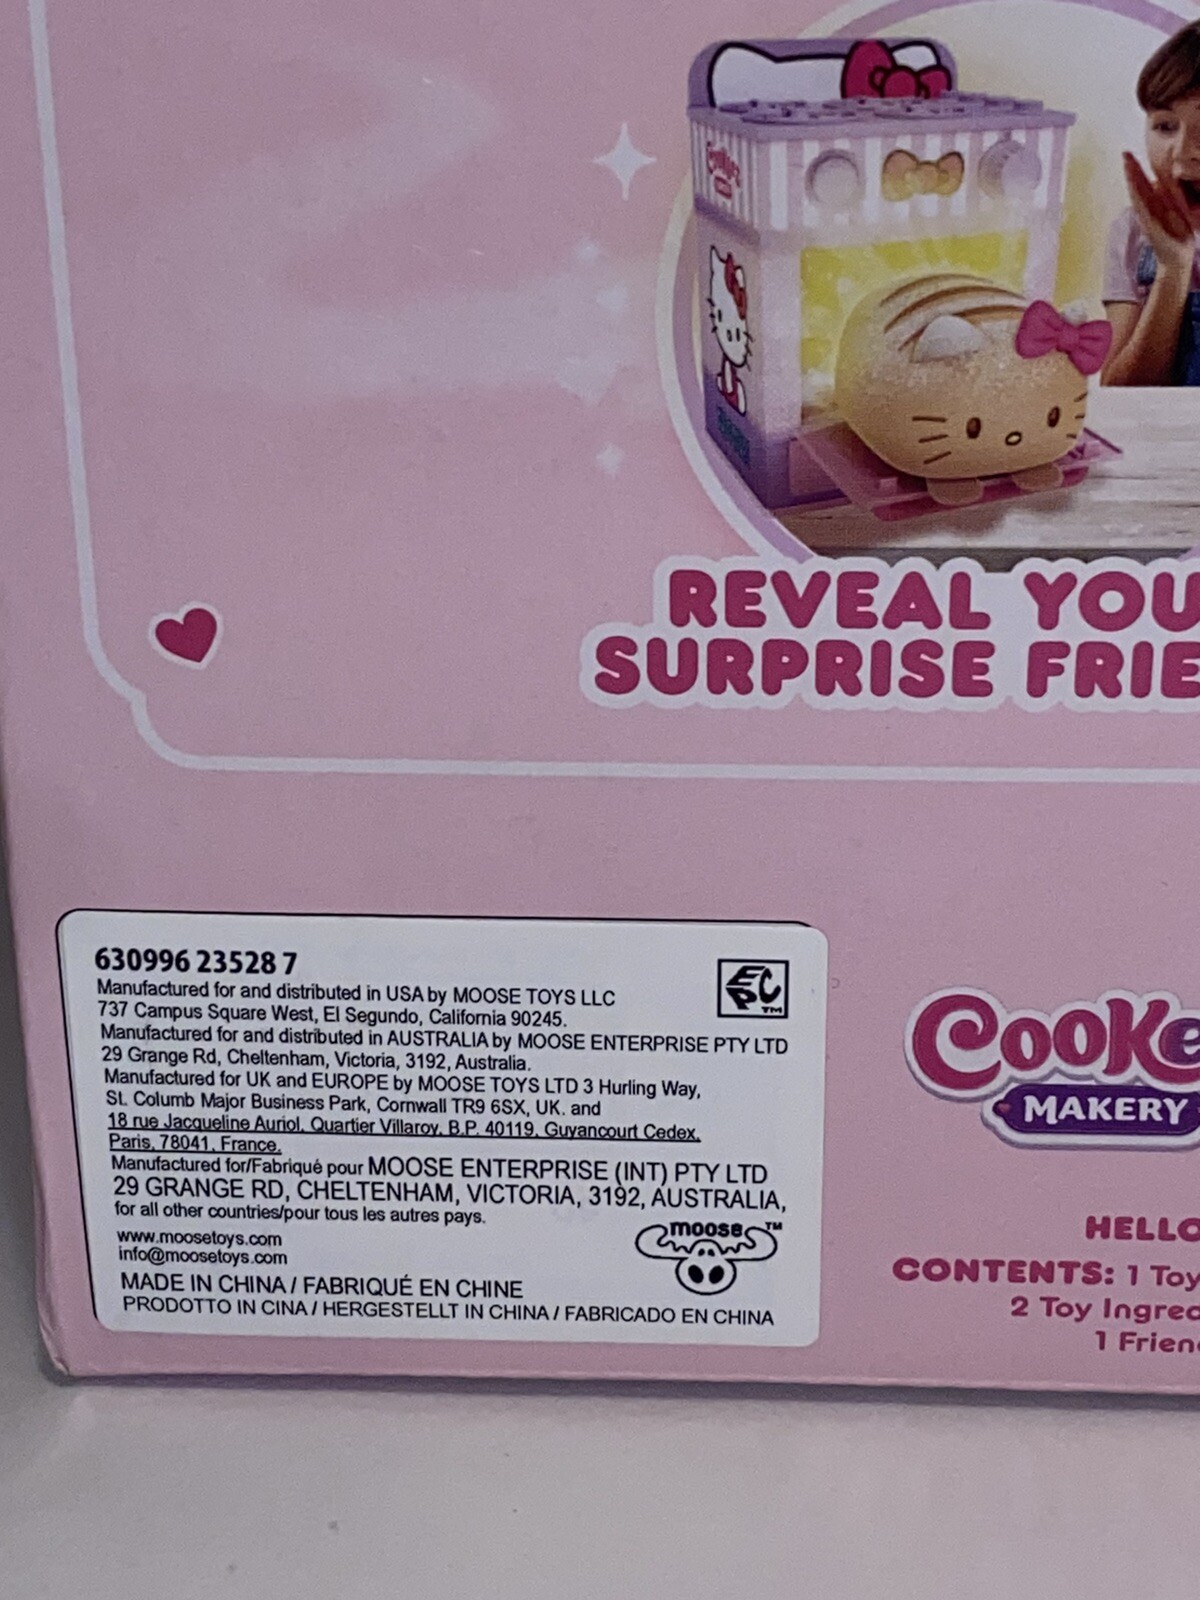 Cookeez
REVEAL YOU
SURPRISE FRIE
630996 23528 7
Manufactured for and distributed in USA by MOOSE TOYS LLC
737 Campus Square West, El Segundo, California 90245.
Manufactured for and distributed in AUSTRALIA by MOOSE ENTERPRISE PTY LTD
29 Grange Rd, Cheltenham, Victoria, 3192, Australia.
Manufactured for UK and EUROPE by MOOSE TOYS LTD 3 Hurling Way,
St. Columb Major Business Park, Cornwall TR9 6SX, UK. and
18 rue Jacqueline Auriol, Quartier Villaroy, B.P. 40119, Guyancourt Cedex,
Paris, 78041, France.
Manufactured for/Fabriqué pour MOOSE ENTERPRISE (INT) PTY LTD
29 GRANGE RD, CHELTENHAM, VICTORIA, 3192, AUSTRALIA,
for all other countries/pour tous les autres pays.
www.moosetoys.com
info@moosetoys.com
MADE IN CHINA / FABRIQUÉ EN CHINE
PRODOTTO IN CINA / HERGESTELLT IN CHINA / FABRICADO EN CHINA
EPC TM
moose TM
Cooke
MAKERY
HELLO
CONTENTS: 1 Toy
2 Toy Ingred
1 Frien